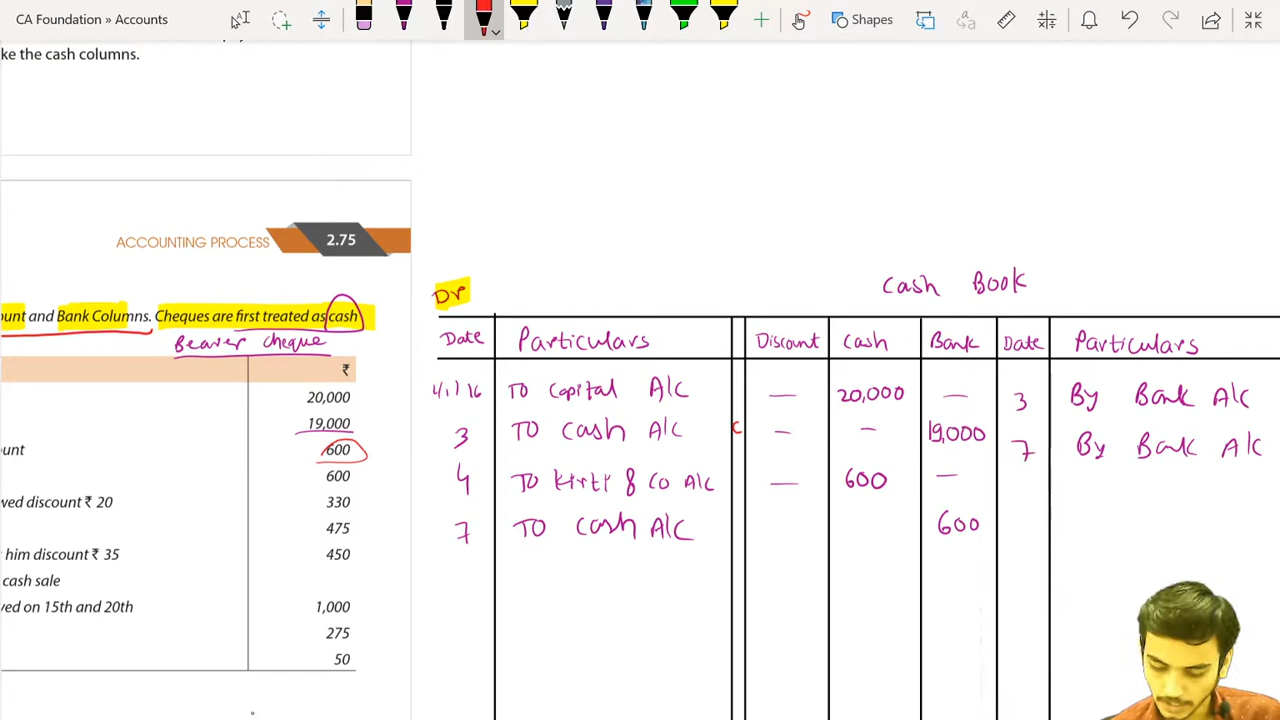 CA Foundation » Accounts
Shapes
ke the cash columns.
ACCOUNTING PROCESS 2.75
ount and Bank Columns. Cheques are first treated as cash
Bearer cheque
₹
20,000
19,000
ount 600
600
ved discount ₹ 20 330
475
him discount ₹ 35 450
cash sale
ved on 15th and 20th 1,000
275
50
Cash Book
Dr
Date Particulars Discount Cash Bank Date Particulars
4/1/16 To Capital A/c — 20,000 — 3 By Bank A/c
3 To Cash A/c C — — 19,000 7 By Bank A/c
4 To Kirti & Co A/c — 600 —
7 To Cash A/c 600